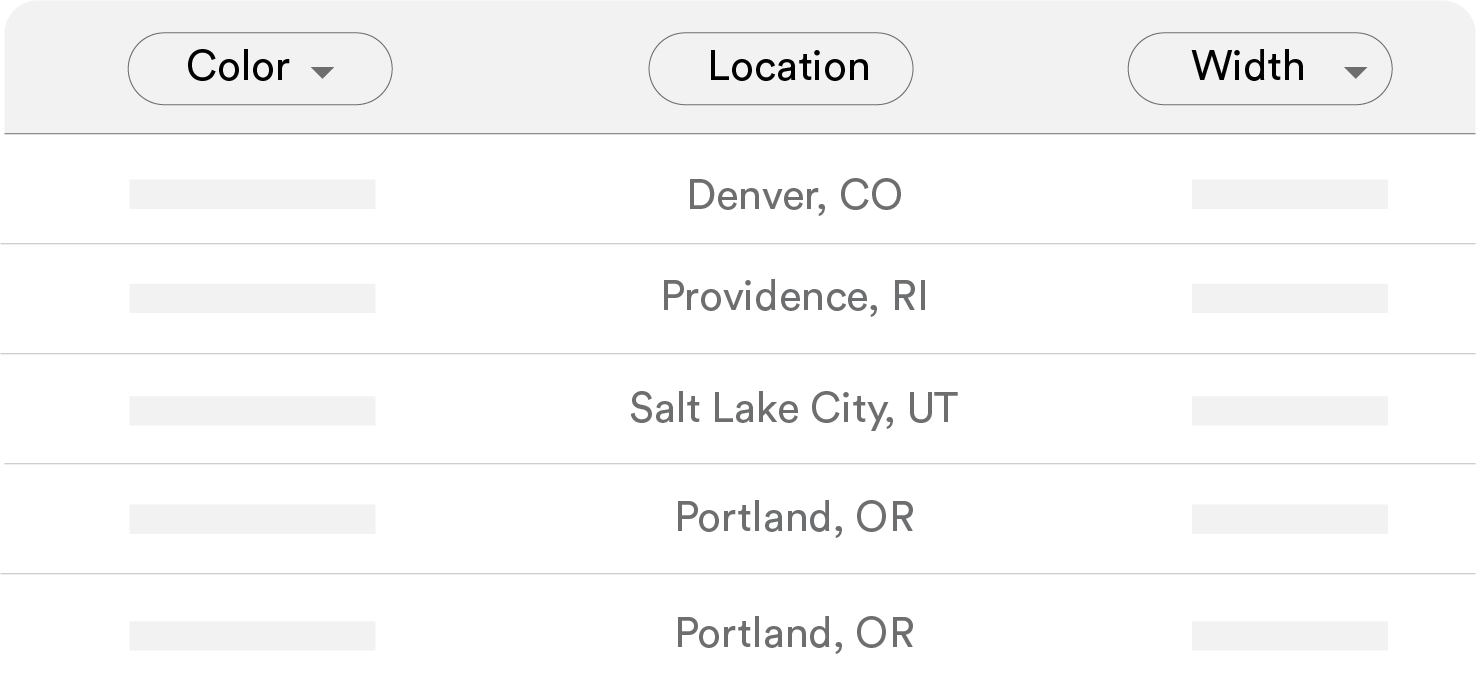 Color Location Width
Denver, CO
Providence, RI
Salt Lake City, UT
Portland, OR
Portland, OR